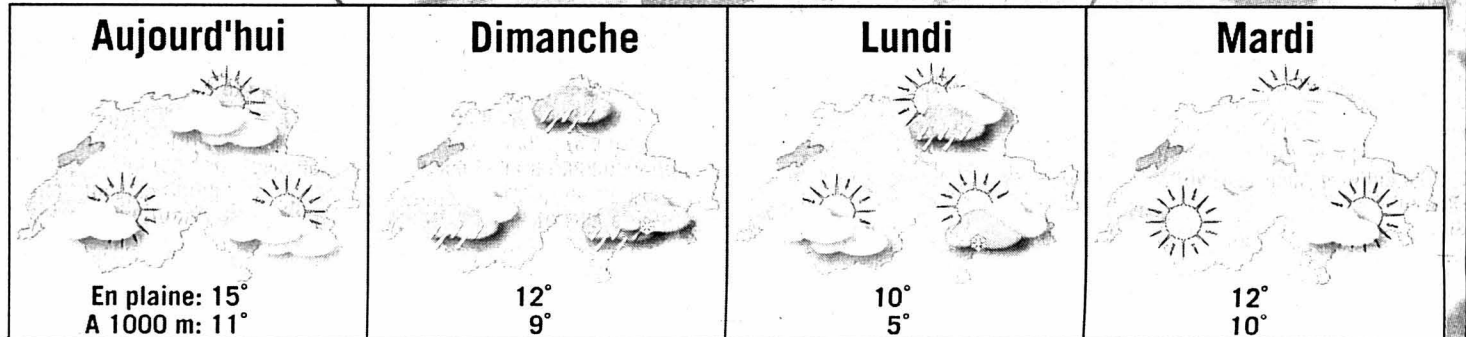 Aujourd'hui
En plaine: 15°
A 1000 m: 11°
Dimanche
12°
9°
Lundi
10°
5°
Mardi
12°
10°